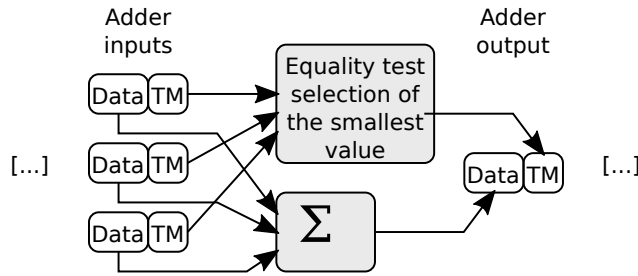 Adder
inputs
Adder
output
Equality test
selection of
the smallest
value
Data TM
Data TM
Data TM
[...]
Σ
Data TM
[...]